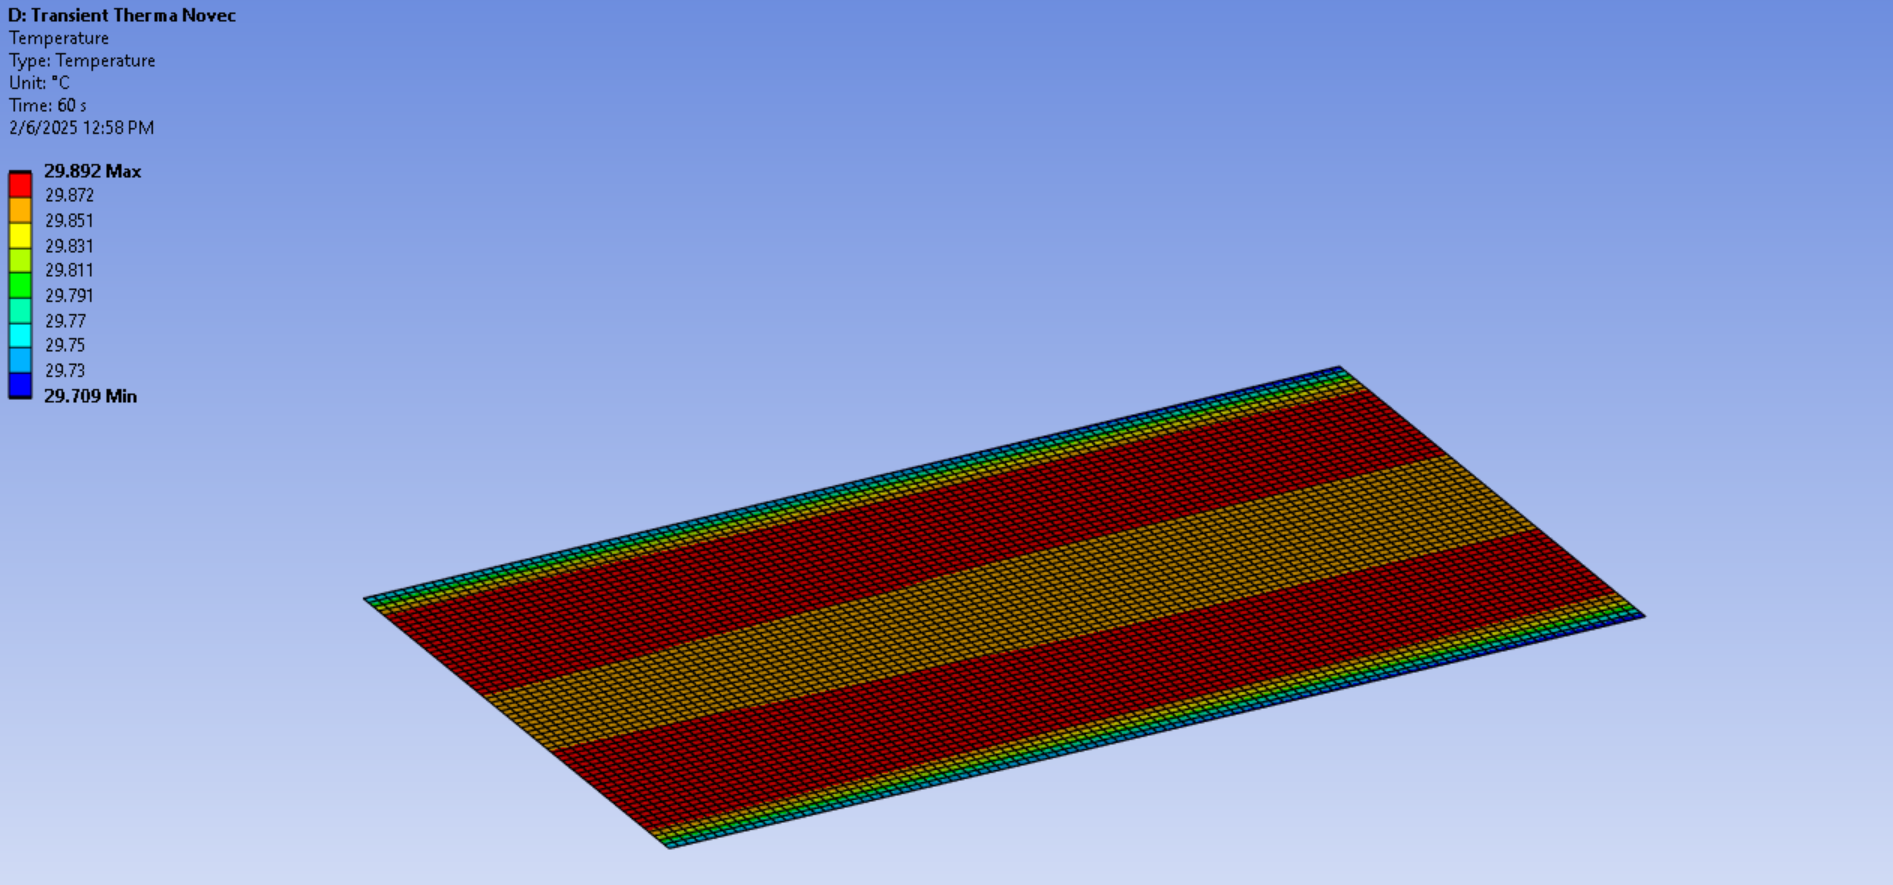 D: Transient Therma Novec
Temperature
Type: Temperature
Unit: °C
Time: 60 s
2/6/2025 12:58 PM
29.892 Max
29.872
29.851
29.831
29.811
29.791
29.77
29.75
29.73
29.709 Min